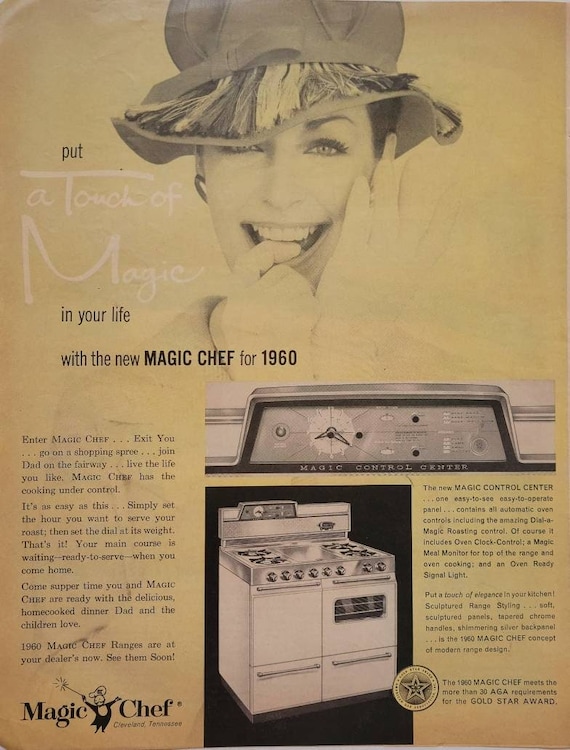 put
a Touch of
Magic
in your life
with the new MAGIC CHEF for 1960
Enter MAGIC CHEF . . . Exit You
. . . go on a shopping spree . . . join
Dad on the fairway . . . live the life
you like. MAGIC CHEF has the
cooking under control.
It's as easy as this . . . Simply set
the hour you want to serve your
roast; then set the dial at its weight.
That's it! Your main course is
waiting—ready-to-serve—when you
come home.
Come supper time you and MAGIC
CHEF are ready with the delicious,
homecooked dinner Dad and the
children love.
1960 MAGIC CHEF Ranges are at
your dealer's now. See them Soon!
Magic Chef ®
Cleveland, Tennessee
MAGIC CONTROL CENTER
The new MAGIC CONTROL CENTER
. . . one easy-to-see easy-to-operate
panel . . . contains all automatic oven
controls including the amazing Dial-a-
Magic Roasting control. Of course it
includes Oven Clock-Control; a Magic
Meal Monitor for top of the range and
oven cooking; and an Oven Ready
Signal Light.
Put a touch of elegance in your kitchen!
Sculptured Range Styling . . . soft,
sculptured panels, tapered chrome
handles, shimmering silver backpanel
. . . is the 1960 MAGIC CHEF concept
of modern range design.
The 1960 MAGIC CHEF meets the
more than 30 AGA requirements
for the GOLD STAR AWARD.